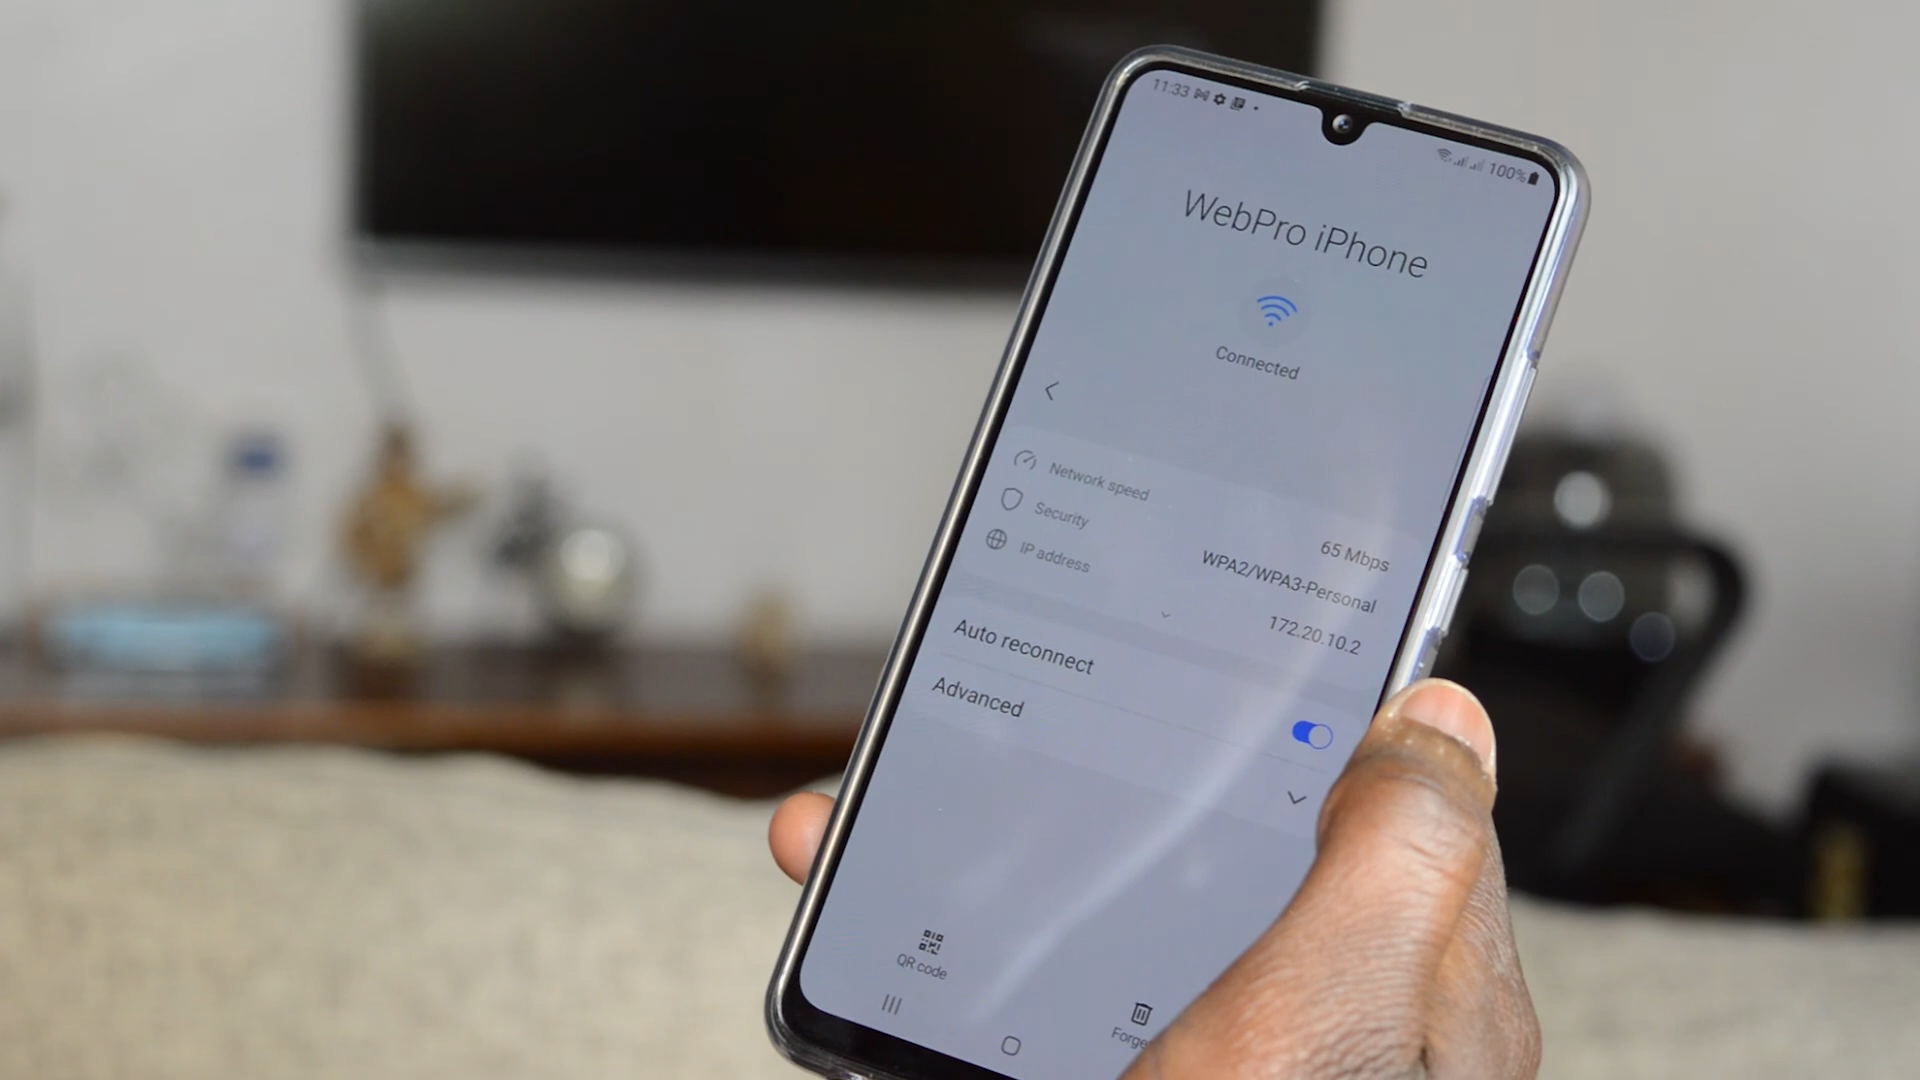 11:33
100%
WebPro iPhone
Connected
Network speed
65 Mbps
Security
WPA2/WPA3-Personal
IP address
172.20.10.2
Auto reconnect
Advanced
QR code
Forge